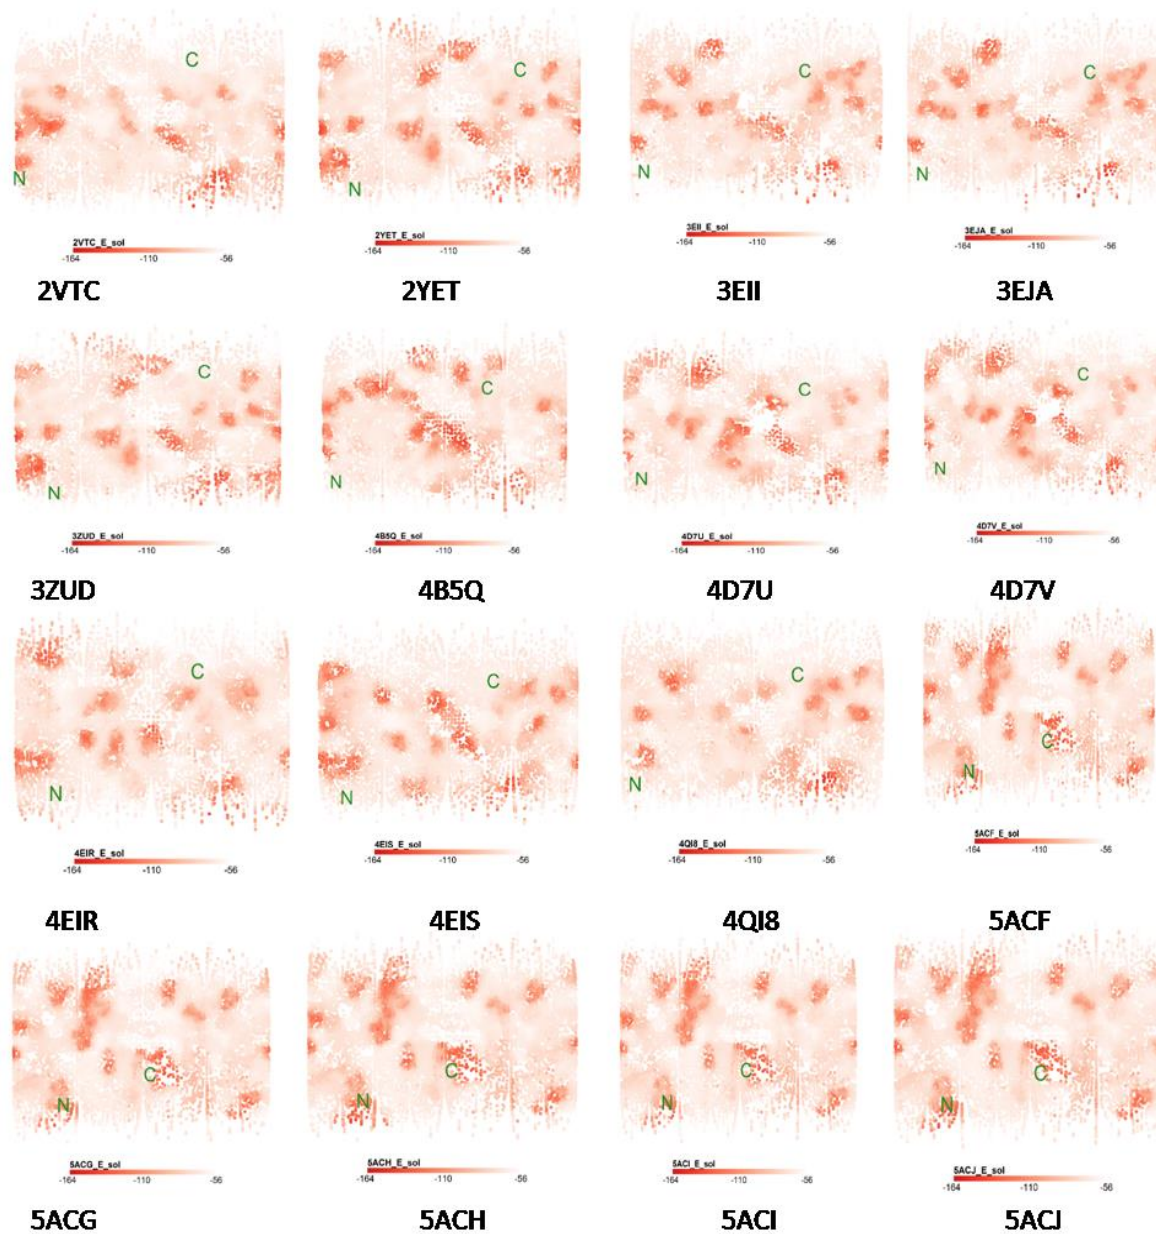 C C C C
N N N N
2VTC_E_sol 2YET_E_sol 3EII_E_sol 3EJA_E_sol
-164 -110 -56 -164 -110 -56 -164 -110 -56 -164 -110 -56
2VTC 2YET 3EII 3EJA
C C C C
N N N N
3ZUD_E_sol 4B5Q_E_sol 4D7U_E_sol 4D7V_E_sol
-164 -110 -56 -164 -110 -56 -164 -110 -56 -164 -110 -56
3ZUD 4B5Q 4D7U 4D7V
C C C C
N N N N
4EIR_E_sol 4EIS_E_sol 4QI8_E_sol 5ACF_E_sol
-164 -110 -56 -164 -110 -56 -164 -110 -56 -164 -110 -56
4EIR 4EIS 4QI8 5ACF
C C C C
N N N N
5ACG_E_sol 5ACH_E_sol 5ACI_E_sol 5ACJ_E_sol
-164 -110 -56 -164 -110 -56 -164 -110 -56 -164 -110 -56
5ACG 5ACH 5ACI 5ACJ